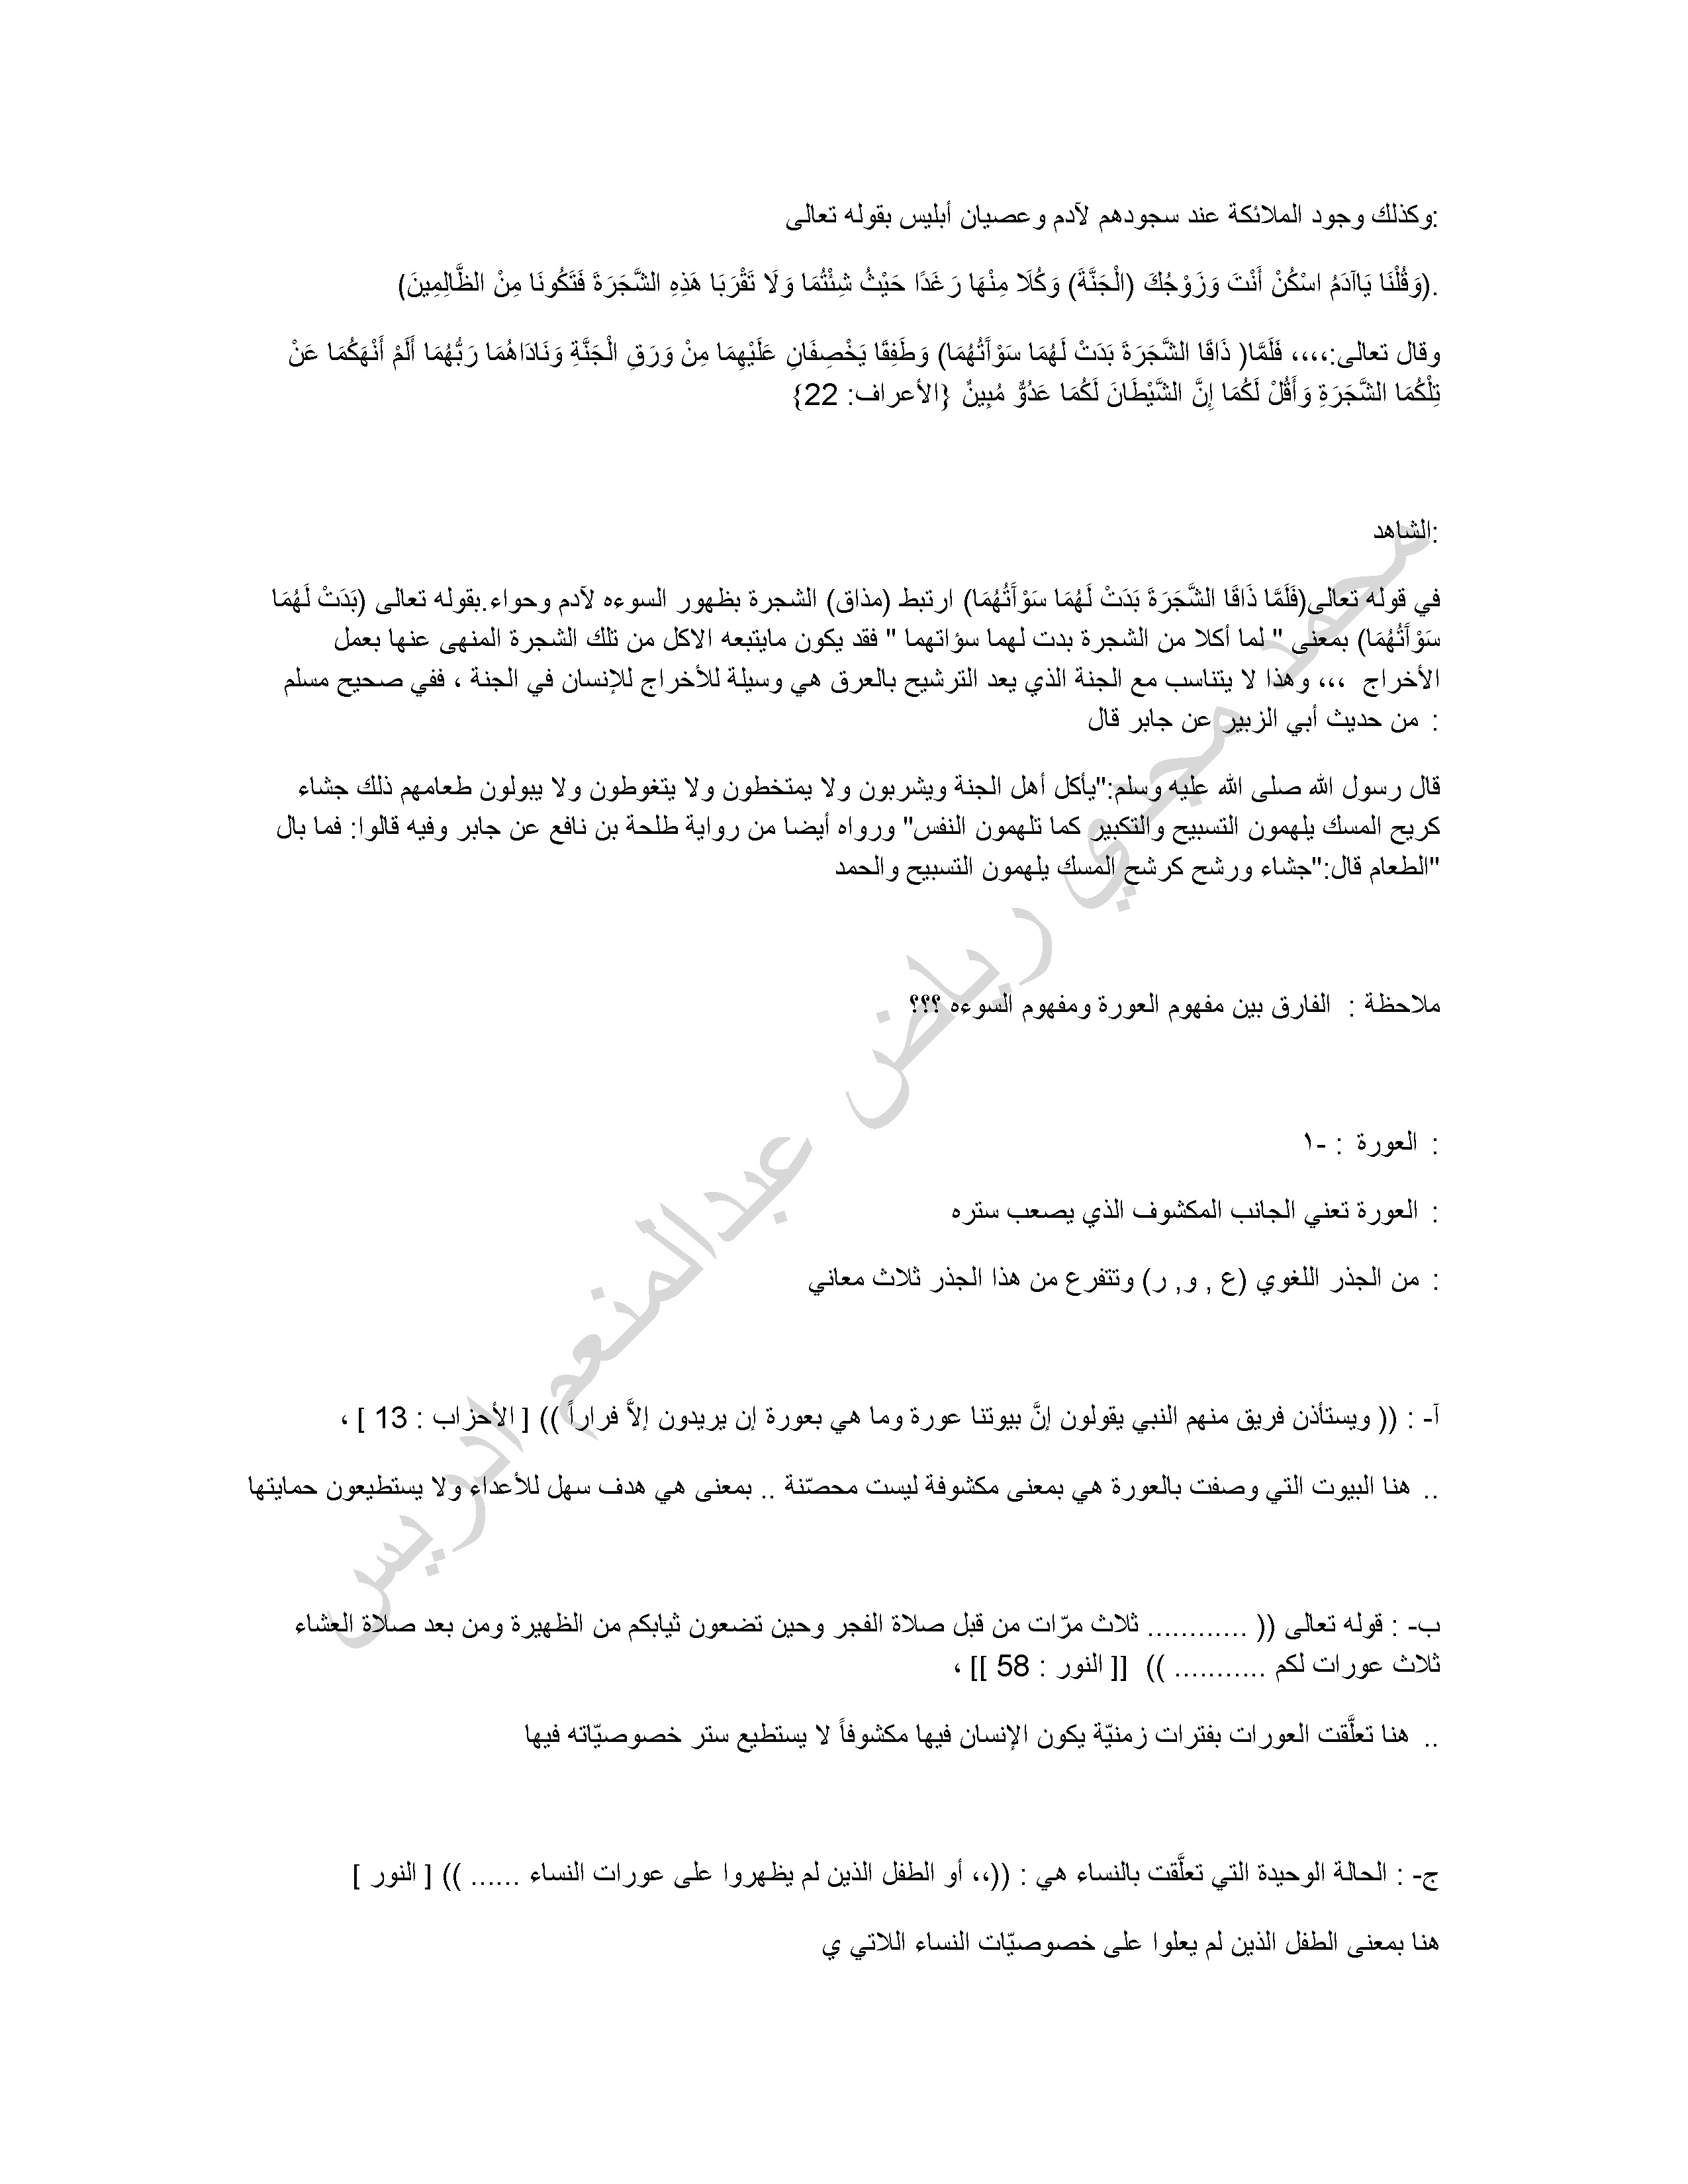 :وكذلك وجود الملائكة عند سجودهم لآدم وعصيان أبليس بقوله تعالى
.(وَقُلْنَا يَاآدَمُ اسْكُنْ أَنْتَ وَزَوْجُكَ (الْجَنَّةَ) وَكُلَا مِنْهَا رَغَدًا حَيْثُ شِئْتُمَا وَلَا تَقْرَبَا هَذِهِ الشَّجَرَةَ فَتَكُونَا مِنْ الظَّالِمِينَ)
وقال تعالى:،،،، فَلَمَّا( ذَاقَا الشَّجَرَةَ بَدَتْ لَهُمَا سَوْآَتُهُمَا) وَطَفِقَا يَخْصِفَانِ عَلَيْهِمَا مِنْ وَرَقِ الْجَنَّةِ وَنَادَاهُمَا رَبُّهُمَا أَلَمْ أَنْهَكُمَا عَنْ
تِلْكُمَا الشَّجَرَةِ وَأَقُلْ لَكُمَا إِنَّ الشَّيْطَانَ لَكُمَا عَدُوٌّ مُبِينٌ {الأعراف: 22}
:الشاهد
في قوله تعالى(فَلَمَّا ذَاقَا الشَّجَرَةَ بَدَتْ لَهُمَا سَوْآَتُهُمَا) ارتبط (مذاق) الشجرة بظهور السوءه لآدم وحواء.بقوله تعالى (بَدَتْ لَهُمَا
سَوْآَتُهُمَا) بمعنى " لما أكلا من الشجرة بدت لهما سؤاتهما " فقد يكون مايتبعه الاكل من تلك الشجرة المنهى عنها بعمل
الأخراج ،،، وهذا لا يتناسب مع الجنة الذي يعد الترشيح بالعرق هي وسيلة للأخراج للإنسان في الجنة ، ففي صحيح مسلم
: من حديث أبي الزبير عن جابر قال
قال رسول الله صلى الله عليه وسلم:"يأكل أهل الجنة ويشربون ولا يمتخطون ولا يتغوطون ولا يبولون طعامهم ذلك جشاء
كريح المسك يلهمون التسبيح والتكبير كما تلهمون النفس" ورواه أيضا من رواية طلحة بن نافع عن جابر وفيه قالوا: فما بال
"الطعام قال:"جشاء ورشح كرشح المسك يلهمون التسبيح والحمد
ملاحظة : الفارق بين مفهوم العورة ومفهوم السوءه ؟؟؟
: العورة : -١
: العورة تعني الجانب المكشوف الذي يصعب ستره
: من الجذر اللغوي (ع , و, ر) وتتفرع من هذا الجذر ثلاث معاني
آ- : (( ويستأذن فريق منهم النبي يقولون إنَّ بيوتنا عورة وما هي بعورة إن يريدون إلاَّ فراراً )) [ الأحزاب : 13 ] ،
.. هنا البيوت التي وصفت بالعورة هي بمعنى مكشوفة ليست محصّنة .. بمعنى هي هدف سهل للأعداء ولا يستطيعون حمايتها
ب- : قوله تعالى (( ............ ثلاث مرّات من قبل صلاة الفجر وحين تضعون ثيابكم من الظهيرة ومن بعد صلاة العشاء
ثلاث عورات لكم ........... )) [[ النور : 58 ]] ،
.. هنا تعلَّقت العورات بفترات زمنيّة يكون الإنسان فيها مكشوفاً لا يستطيع ستر خصوصيّاته فيها
ج- : الحالة الوحيدة التي تعلَّقت بالنساء هي : ((،، أو الطفل الذين لم يظهروا على عورات النساء ...... )) [ النور ]
هنا بمعنى الطفل الذين لم يعلوا على خصوصيّات النساء اللاتي ي
محمد مجدي رياض عبدالمنعم الريس